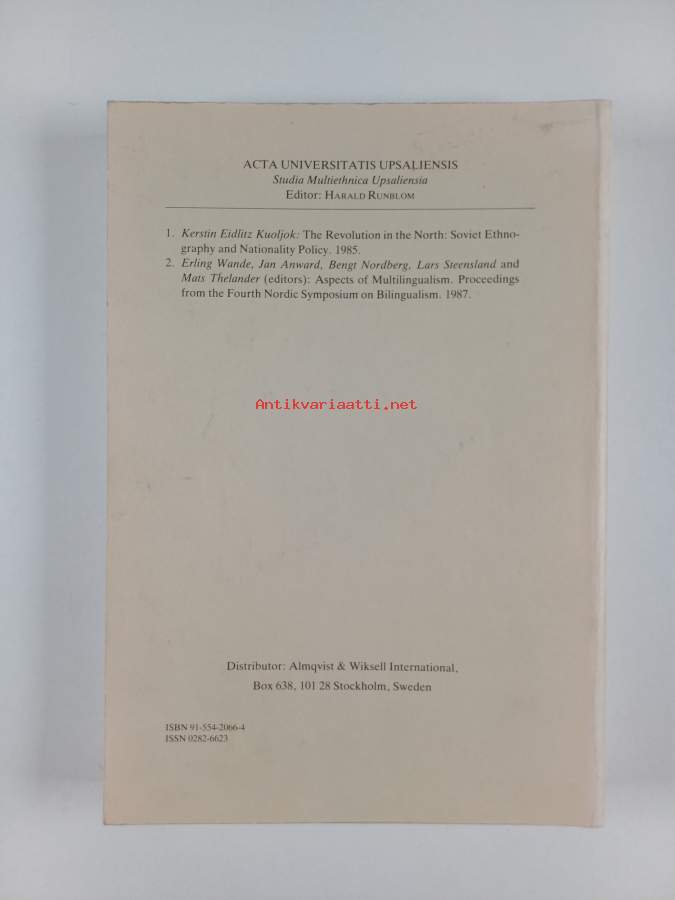 ACTA UNIVERSITATIS UPSALIENSIS
Studia Multiethnica Upsaliensia
Editor: HARALD RUNBLOM
1. Kerstin Eidlitz Kuoljok: The Revolution in the North: Soviet Ethno-
graphy and Nationality Policy. 1985.
2. Erling Wande, Jan Anward, Bengt Nordberg, Lars Steensland and
Mats Thelander (editors): Aspects of Multilingualism. Proceedings
from the Fourth Nordic Symposium on Bilingualism. 1987.
Antikvariaatti.net
Distributor: Almqvist & Wiksell International,
Box 638, 101 28 Stockholm, Sweden
ISBN 91-554-2066-4
ISSN 0282-6623